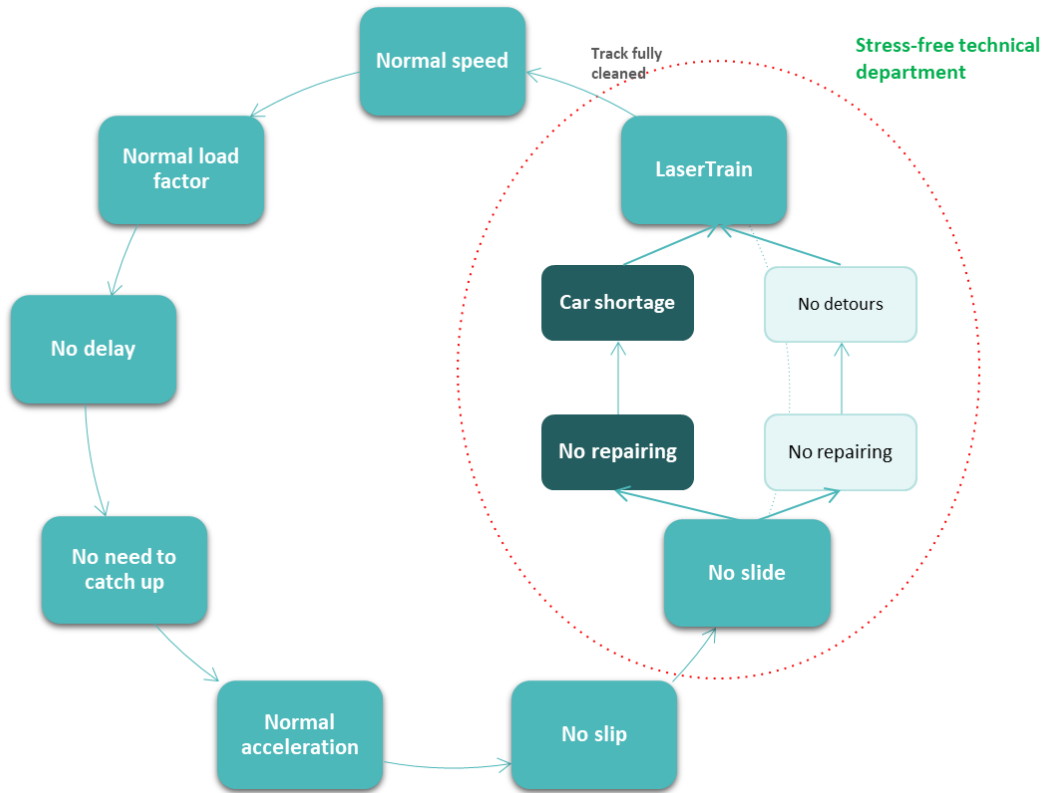 Normal speed
Track fully
cleaned
Stress-free technical
department
Normal load
factor
LaserTrain
Car shortage
No detours
No delay
No repairing
No repairing
No need to
catch up
No slide
Normal
acceleration
No slip